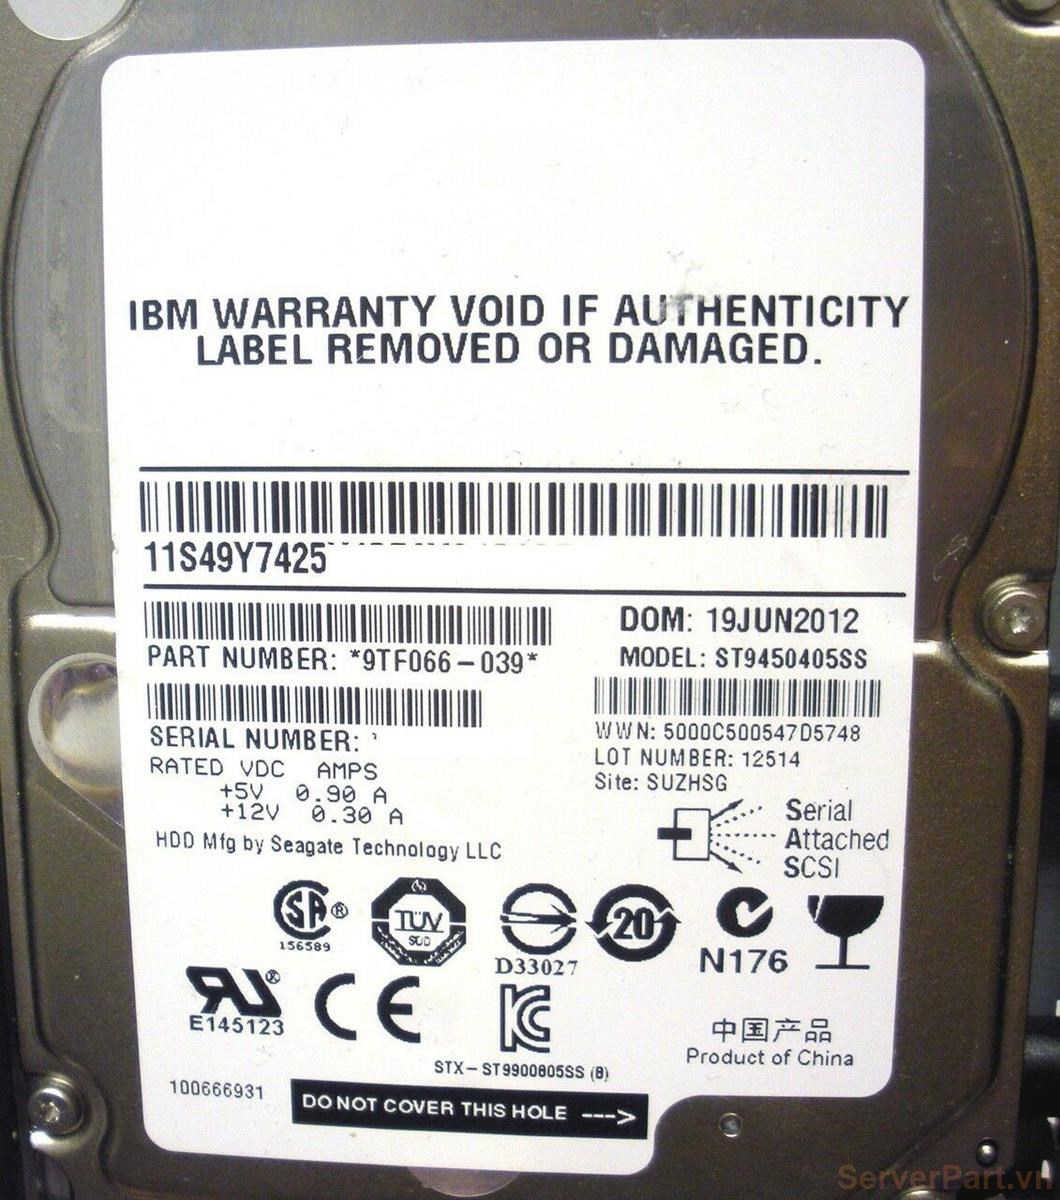 IBM WARRANTY VOID IF AUTHENTICITY
LABEL REMOVED OR DAMAGED.
11S49Y7425
PART NUMBER: *9TF066-039*
SERIAL NUMBER:
RATED VDC AMPS
+5V 0.90 A
+12V 0.30 A
HDD Mfg by Seagate Technology LLC
DOM: 19JUN2012
MODEL: ST9450405SS
WWN: 5000C500547D5748
LOT NUMBER: 12514
Site: SUZHSG
Serial
Attached
SCSI
SA ®
156589
TÜV
SÜD
D33027
20
N176
RU ®
E145123
CE
KC
中国产品
Product of China
STX-ST9900805SS (B)
100666931
DO NOT COVER THIS HOLE --->
ServerPart.vn